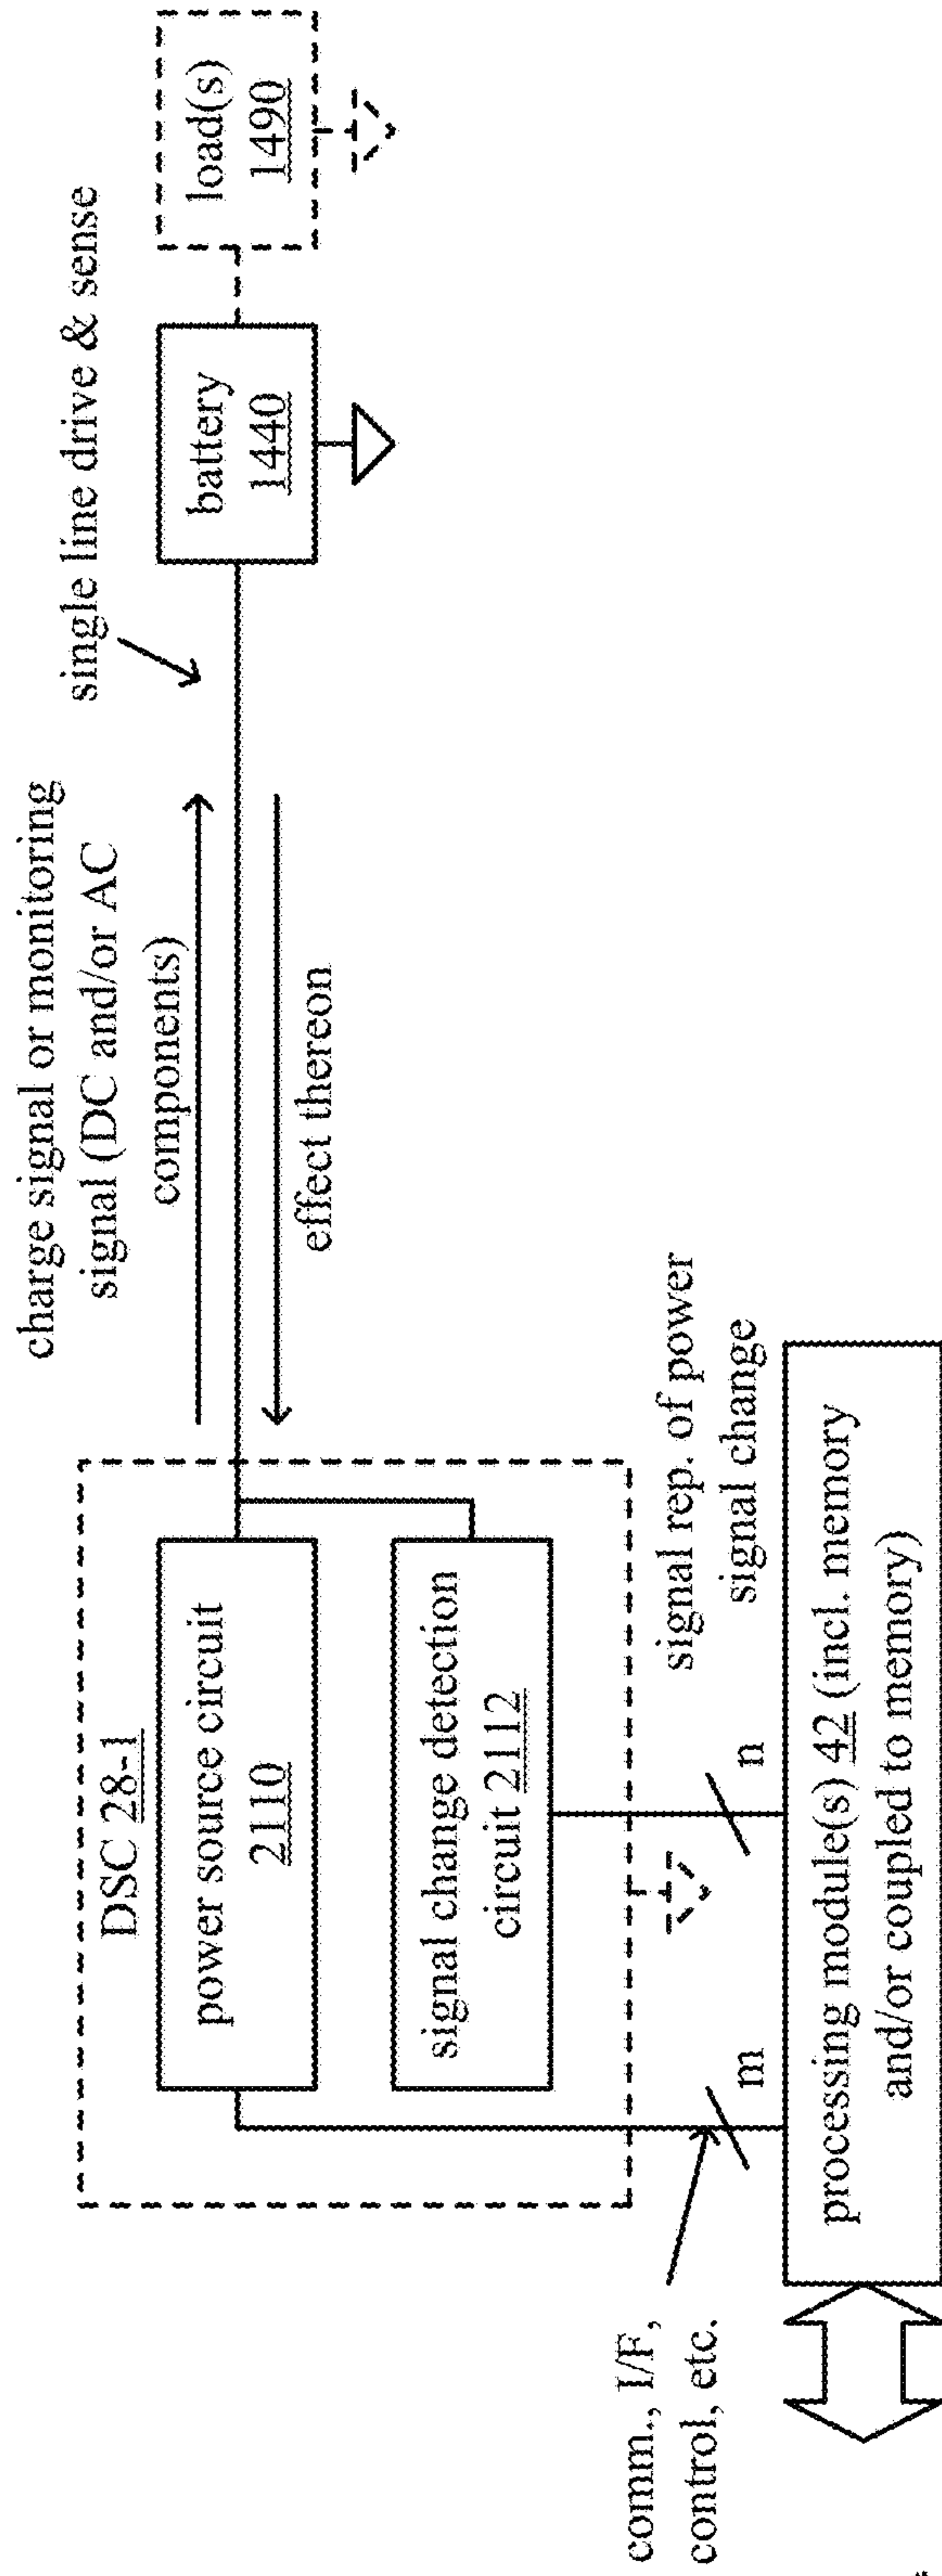 charge signal or monitoring
signal (DC and/or AC
components)
single line drive & sense
DSC 28-1
power source circuit
2110
signal change detection
circuit 2112
effect thereon
battery
1440
load(s)
1490
comm., I/F,
control, etc.
m
n
signal rep. of power
signal change
processing module(s) 42 (incl. memory
and/or coupled to memory)